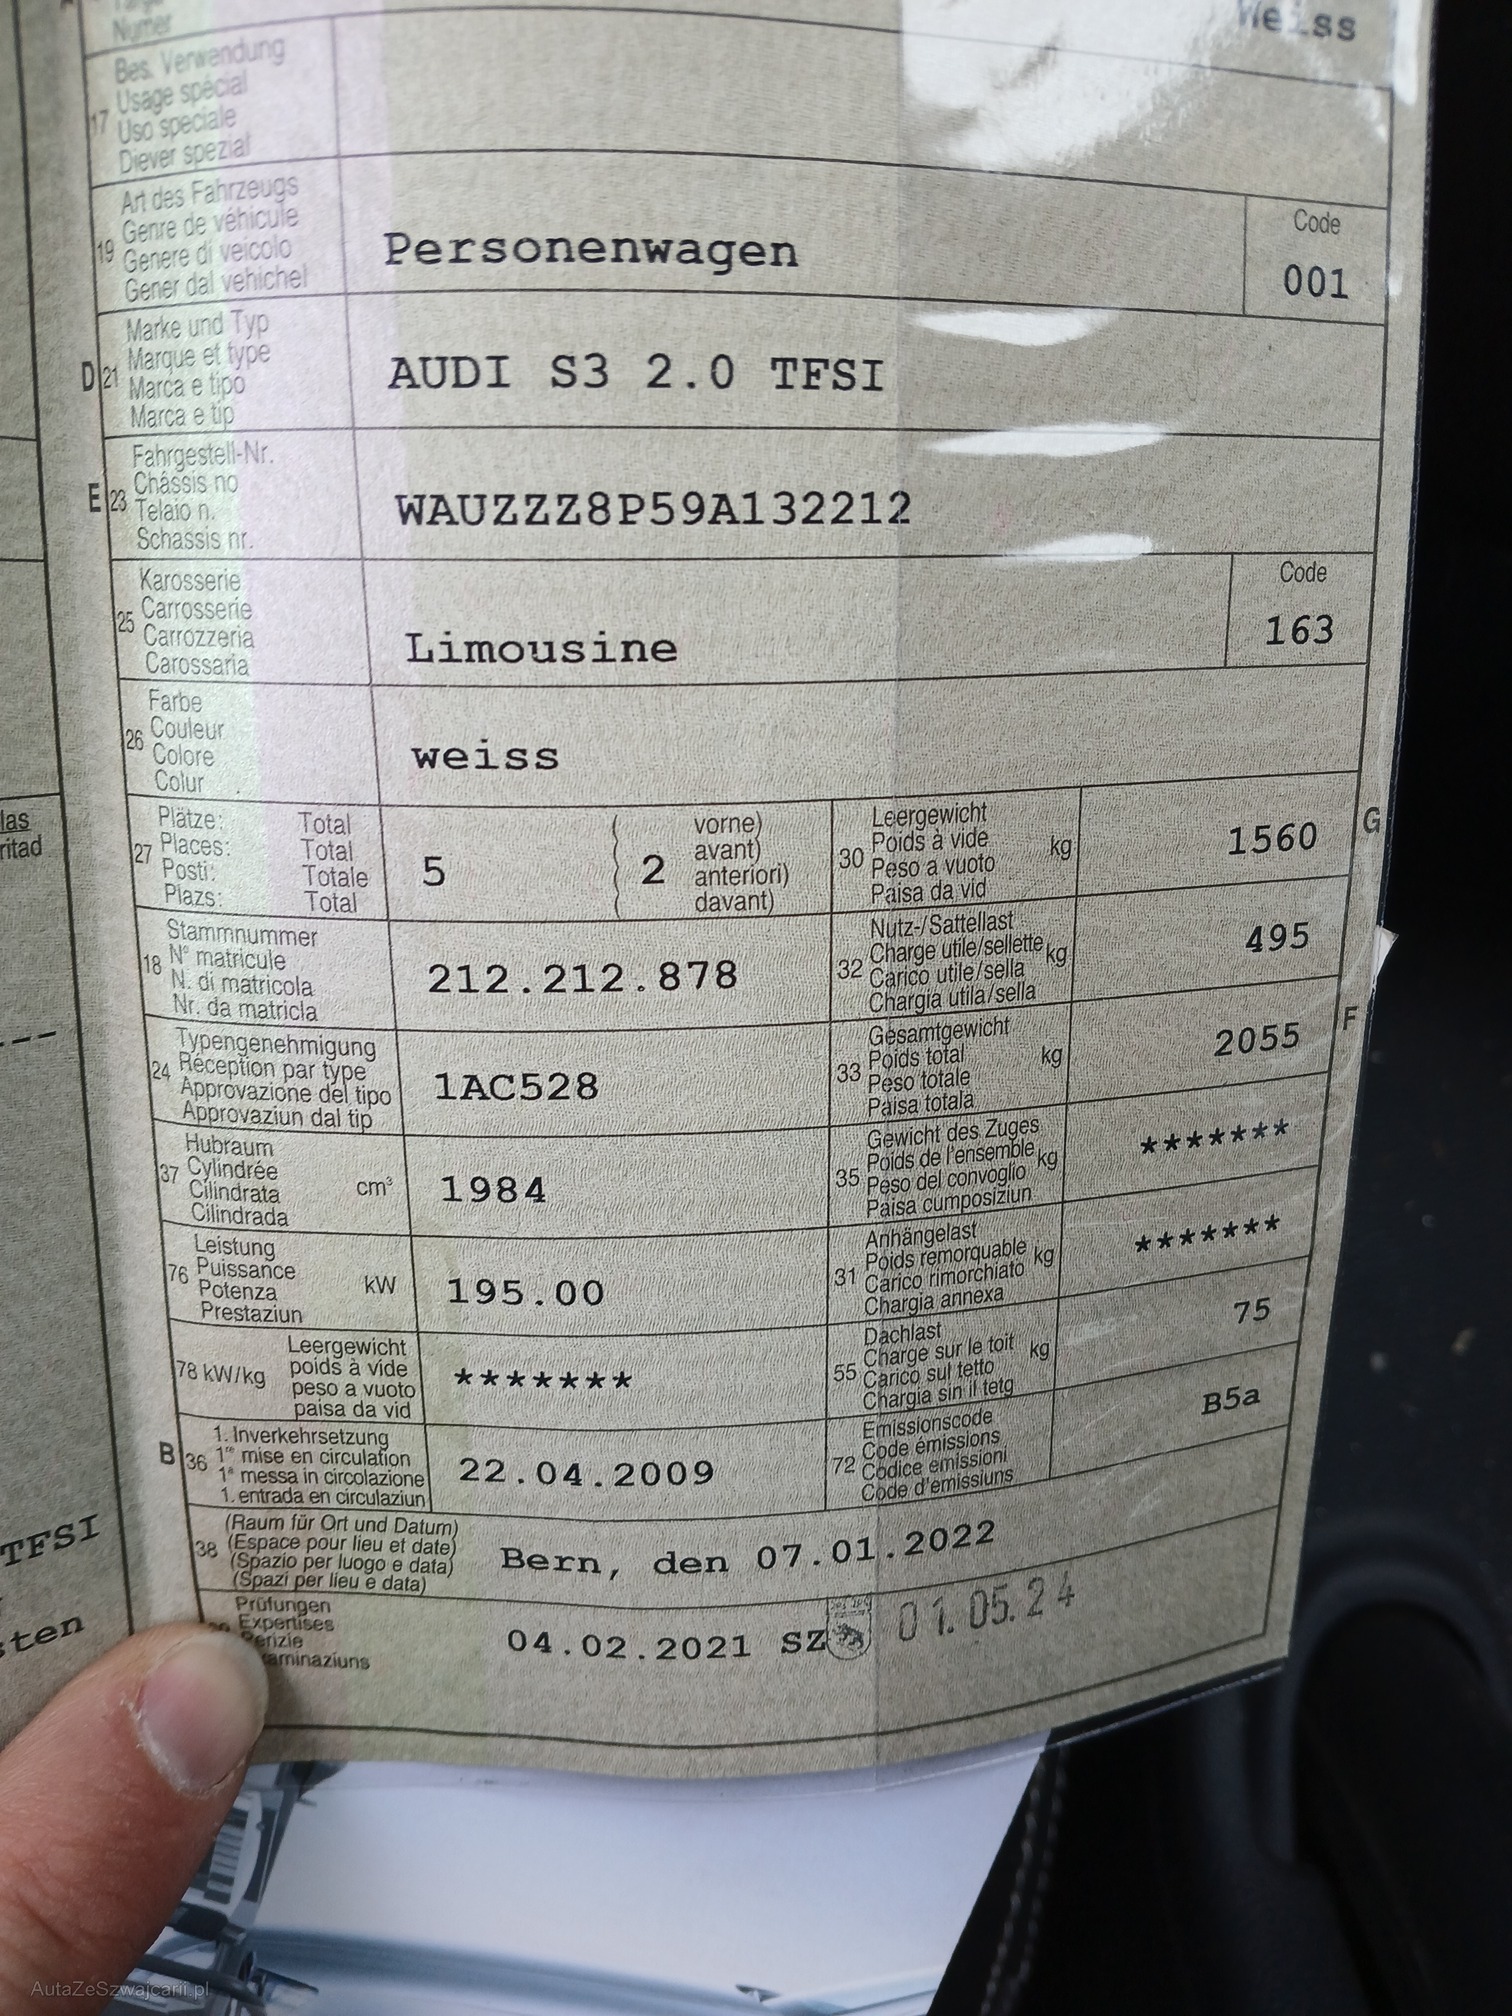 Targa
Numer
Weiss
17
Bes. Verwendung
Usage spécial
Uso speciale
Diever spezial
19
Art des Fahrzeugs
Genre de véhicule
Genere di veicolo
Gener dal vehichel
Personenwagen
Code
001
D 21
Marke und Typ
Marque et type
Marca e tipo
Marca e tip
AUDI S3 2.0 TFSI
E 23
Fahrgestell-Nr.
Châssis no
Telaio n.
Schassis nr.
WAUZZZ8P59A132212
25
Karosserie
Carrosserie
Carrozzeria
Carossaria
Limousine
Code
163
26
Farbe
Couleur
Colore
Colur
weiss
27
Plätze: Total
Places: Total
Posti: Totale
Plazs: Total
5
2
vorne)
avant)
anteriori)
davant)
30
Leergewicht
Poids à vide
Peso a vuoto
Paisa da vid
kg
1560
G
18
Stammnummer
N° matricule
N. di matricola
Nr. da matricla
212.212.878
32
Nutz-/Sattellast
Charge utile/sellette
Carico utile/sella
Chargia utila/sella
kg
495
24
Typengenehmigung
Réception par type
Approvazione del tipo
Approvaziun dal tip
1AC528
33
Gesamtgewicht
Poids total
Peso totale
Paisa totala
kg
2055
F
37
Hubraum
Cylindrée
Cilindrata
Cilindrada
cm³
1984
35
Gewicht des Zuges
Poids de l'ensemble
Peso del convoglio
Paisa cumposiziun
kg
*******
76
Leistung
Puissance
Potenza
Prestaziun
kW
195.00
31
Anhängelast
Poids remorquable
Carico rimorchiato
Chargia annexa
kg
*******
78 kW/kg
Leergewicht
poids à vide
peso a vuoto
paisa da vid
*******
55
Dachlast
Charge sur le toit
Carico sul tetto
Chargia sin il tetg
kg
75
B 36
1. Inverkehrsetzung
1re mise en circulation
1a messa in circolazione
1. entrada en circulaziun
22.04.2009
72
Emissionscode
Code émissions
Codice emissioni
Code d'emissiuns
B5a
38
(Raum für Ort und Datum)
(Espace pour lieu et date)
(Spazio per luogo e data)
(Spazi per lieu e data)
Bern, den 07.01.2022
Prüfungen
Expertises
Perizie
aminaziuns
04.02.2021 SZ
01.05.24
las
ritad
TFSI
sten
AutaZeSzwajcarii.pl